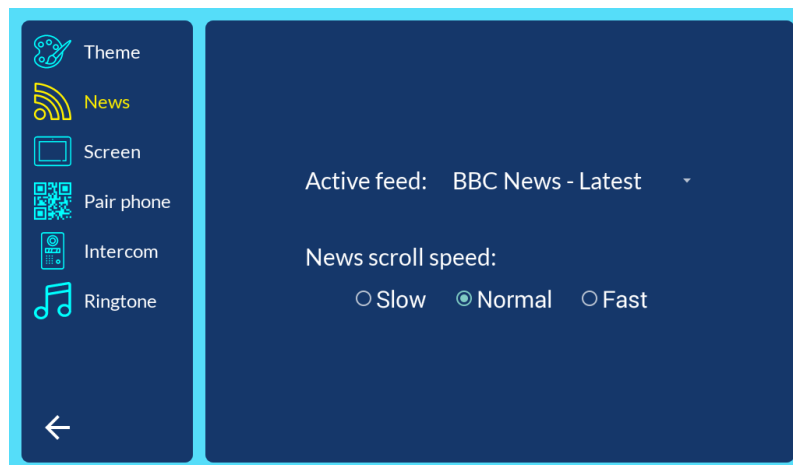 Theme
News
Screen
Pair phone
Intercom
Ringtone
Active feed: BBC News - Latest
News scroll speed:
Slow Normal Fast